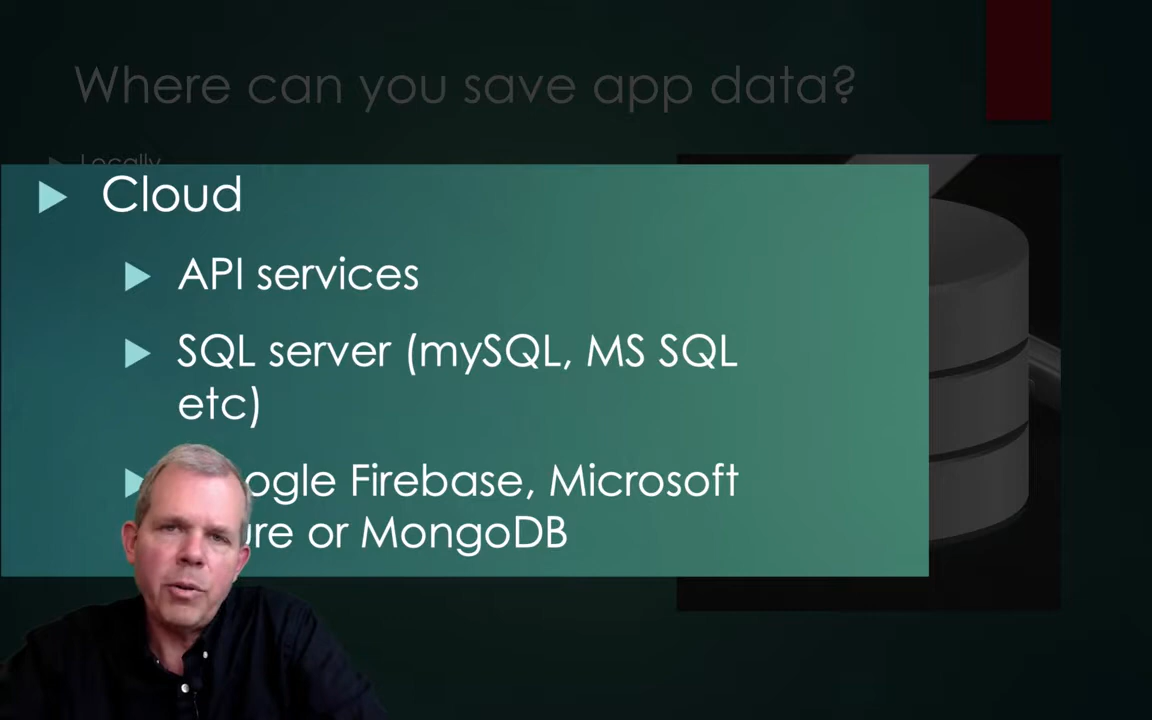 Where can you save app data?
Locally
Cloud
API services
SQL server (mySQL, MS SQL
etc)
ogle Firebase, Microsoft
ure or MongoDB